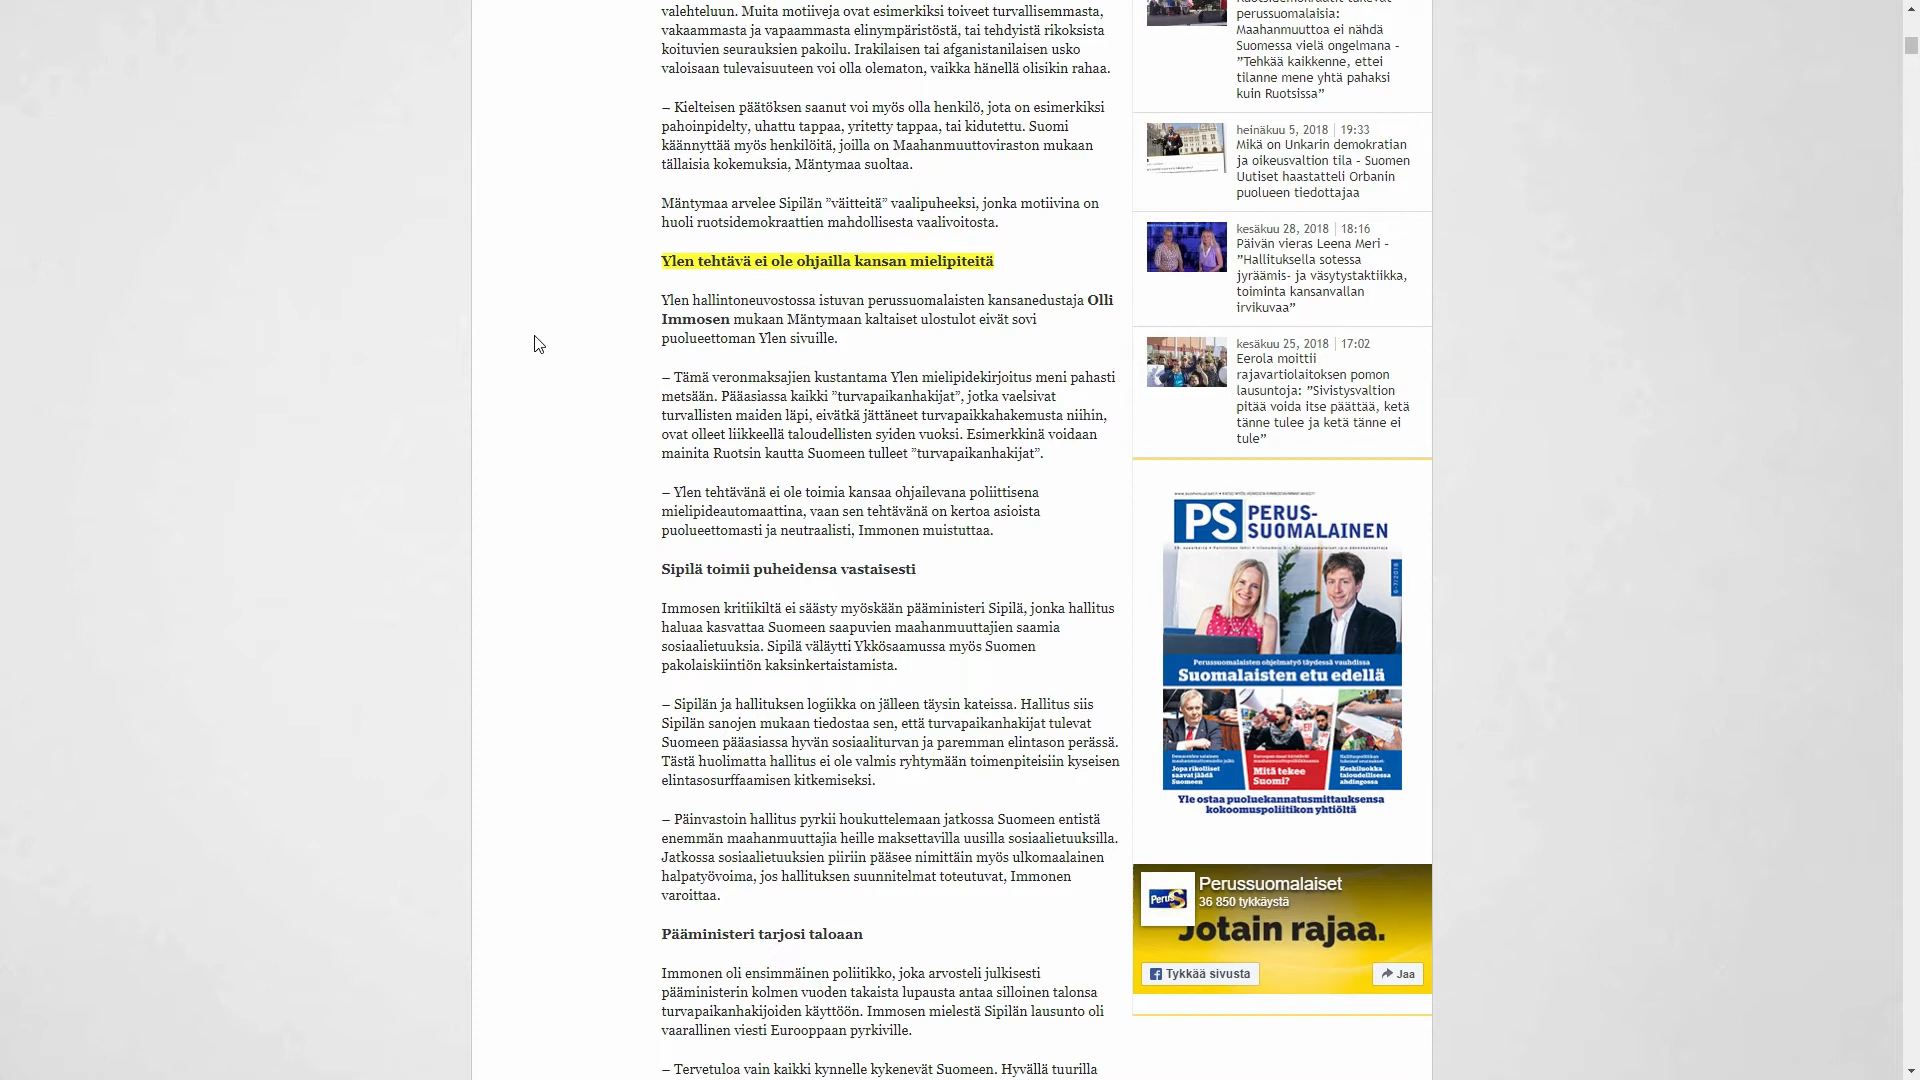 valehteluun. Muita motiiveja ovat esimerkiksi toiveet turvallisemmasta,
vakaammasta ja vapaammasta elinympäristöstä, tai tehdyistä rikoksista
koituvien seurauksien pakoilu. Irakilaisen tai afganistanilaisen usko
valoisaan tulevaisuuteen voi olla olematon, vaikka hänellä olisikin rahaa.
– Kielteisen päätöksen saanut voi myös olla henkilö, jota on esimerkiksi
pahoinpidelty, uhattu tappaa, yritetty tappaa, tai kidutettu. Suomi
käännyttää myös henkilöitä, joilla on Maahanmuuttoviraston mukaan
tällaisia kokemuksia, Mäntymaa suoltaa.
Mäntymaa arvelee Sipilän ”väitteitä” vaalipuheeksi, jonka motiivina on
huoli ruotsidemokraattien mahdollisesta vaalivoitosta.
Ylen tehtävä ei ole ohjailla kansan mielipiteitä
Ylen hallintoneuvostossa istuvan perussuomalaisten kansanedustaja Olli
Immosen mukaan Mäntymaan kaltaiset ulostulot eivät sovi
puolueettoman Ylen sivuille.
– Tämä veronmaksajien kustantama Ylen mielipidekirjoitus meni pahasti
metsään. Pääasiassa kaikki ”turvapaikanhakijat”, jotka vaelsivat
turvallisten maiden läpi, eivätkä jättäneet turvapaikkahakemusta niihin,
ovat olleet liikkeellä taloudellisten syiden vuoksi. Esimerkkinä voidaan
mainita Ruotsin kautta Suomeen tulleet ”turvapaikanhakijat”.
– Ylen tehtävänä ei ole toimia kansaa ohjailevana poliittisena
mielipideautomaattina, vaan sen tehtävänä on kertoa asioista
puolueettomasti ja neutraalisti, Immonen muistuttaa.
Sipilä toimii puheidensa vastaisesti
Immosen kritiikiltä ei säästy myöskään pääministeri Sipilä, jonka hallitus
haluaa kasvattaa Suomeen saapuvien maahanmuuttajien saamia
sosiaalietuuksia. Sipilä väläytti Ykkösaamussa myös Suomen
pakolaiskiintiön kaksinkertaistamista.
– Sipilän ja hallituksen logiikka on jälleen täysin kateissa. Hallitus siis
Sipilän sanojen mukaan tiedostaa sen, että turvapaikanhakijat tulevat
Suomeen pääasiassa hyvän sosiaaliturvan ja paremman elintason perässä.
Tästä huolimatta hallitus ei ole valmis ryhtymään toimenpiteisiin kyseisen
elintasosurffaamisen kitkemiseksi.
– Päinvastoin hallitus pyrkii houkuttelemaan jatkossa Suomeen entistä
enemmän maahanmuuttajia heille maksettavilla uusilla sosiaalietuuksilla.
Jatkossa sosiaalietuuksien piiriin pääsee nimittäin myös ulkomaalainen
halpatyövoima, jos hallituksen suunnitelmat toteutuvat, Immonen
varoittaa.
Pääministeri tarjosi taloaan
Immonen oli ensimmäinen poliitikko, joka arvosteli julkisesti
pääministerin kolmen vuoden takaista lupausta antaa silloinen talonsa
turvapaikanhakijoiden käyttöön. Immosen mielestä Sipilän lausunto oli
vaarallinen viesti Eurooppaan pyrkiville.
– Tervetuloa vain kaikki kynnelle kykenevät Suomeen. Hyvällä tuurilla
Ruotsidemokraatit tukevat
perussuomalaisia:
Maahanmuuttoa ei nähdä
Suomessa vielä ongelmana -
”Tehkää kaikkenne, ettei
tilanne mene yhtä pahaksi
kuin Ruotsissa”
heinäkuu 5, 2018 | 19:33
Mikä on Unkarin demokratian
ja oikeusvaltion tila - Suomen
Uutiset haastatteli Orbanin
puolueen tiedottajaa
kesäkuu 28, 2018 | 18:16
Päivän vieras Leena Meri -
”Hallituksella sotessa
jyräämis- ja väsytystaktiikka,
toiminta kansanvallan
irvikuvaa”
kesäkuu 25, 2018 | 17:02
Eerola moittii
rajavartiolaitoksen pomon
lausuntoja: ”Sivistysvaltion
pitää voida itse päättää, ketä
tänne tulee ja ketä tänne ei
tule”
PS PERUS-
SUOMALAINEN
6-7/2018
Perussuomalaisten ohjelmatyö täydessä vauhdissa
Suomalaisten etu edellä
Jopa rikolliset
saavat jäädä
Suomeen
Mitä tekee
Suomi?
Keskiluokka
taloudellisessa
ahdingossa
Yle ostaa puoluekannatusmittauksensa
kokoomuspoliitikon yhtiöltä
PeruS
Perussuomalaiset
36 850 tykkäystä
Jotain rajaa.
Tykkää sivusta
Jaa